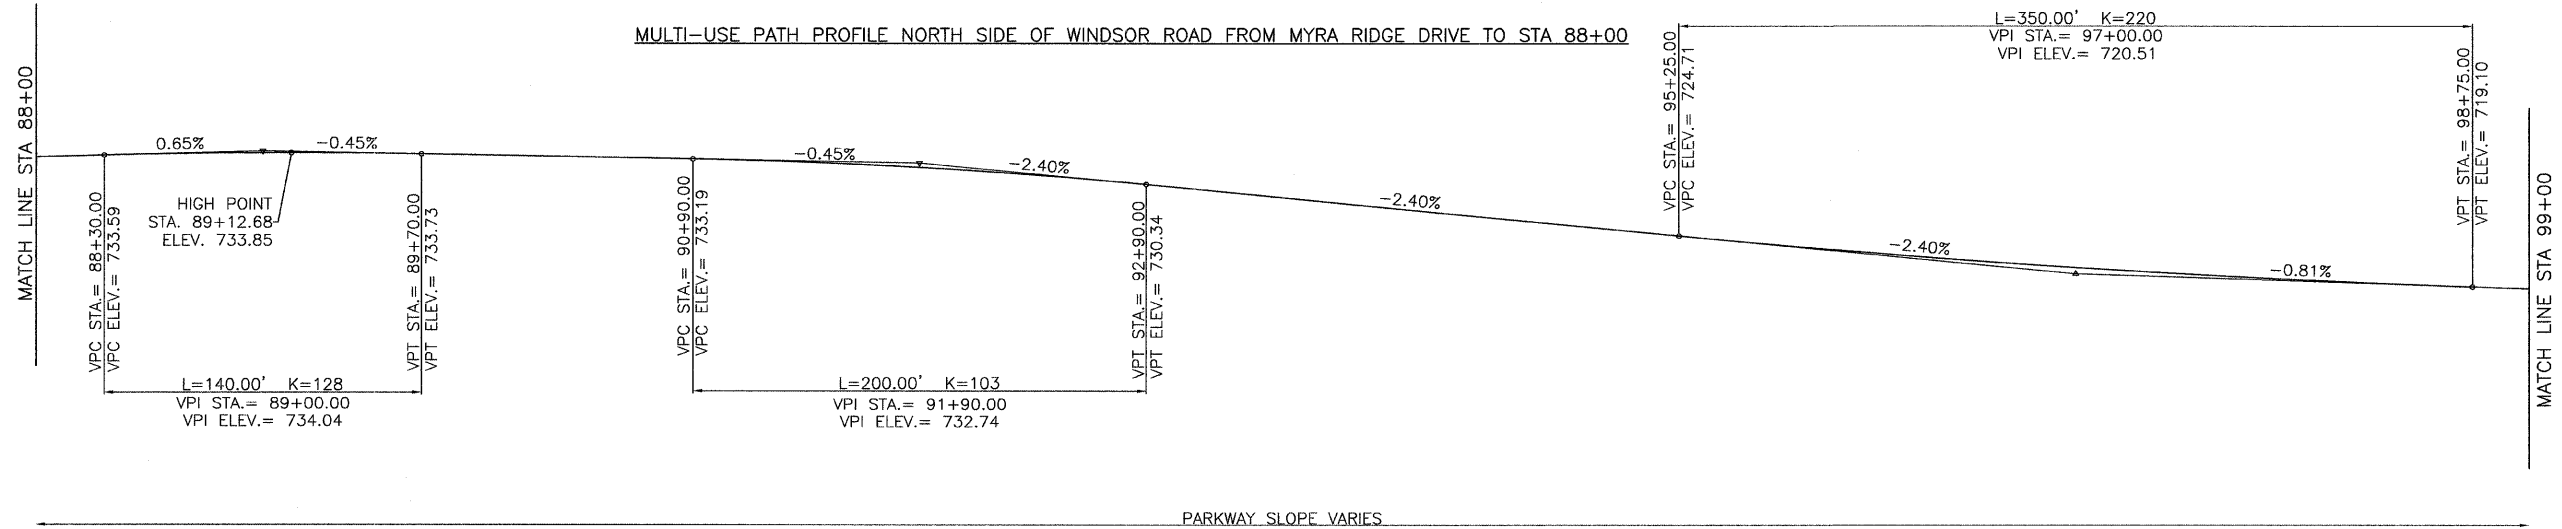 MULTI-USE PATH PROFILE NORTH SIDE OF WINDSOR ROAD FROM MYRA RIDGE DRIVE TO STA 88+00
MATCH LINE STA 88+00
0.65%
-0.45%
HIGH POINT
STA. 89+12.68
ELEV. 733.85
VPC STA.= 88+30.00
VPC ELEV.= 733.59
VPT STA.= 89+70.00
VPT ELEV.= 733.73
L=140.00' K=128
VPI STA.= 89+00.00
VPI ELEV.= 734.04
-0.45%
-2.40%
VPC STA.= 90+90.00
VPC ELEV.= 733.19
VPT STA.= 92+90.00
VPT ELEV.= 730.34
L=200.00' K=103
VPI STA.= 91+90.00
VPI ELEV.= 732.74
-2.40%
L=350.00' K=220
VPI STA.= 97+00.00
VPI ELEV.= 720.51
VPC STA.= 95+25.00
VPC ELEV.= 724.71
VPT STA.= 98+75.00
VPT ELEV.= 719.10
-2.40%
-0.81%
MATCH LINE STA 99+00
PARKWAY SLOPE VARIES